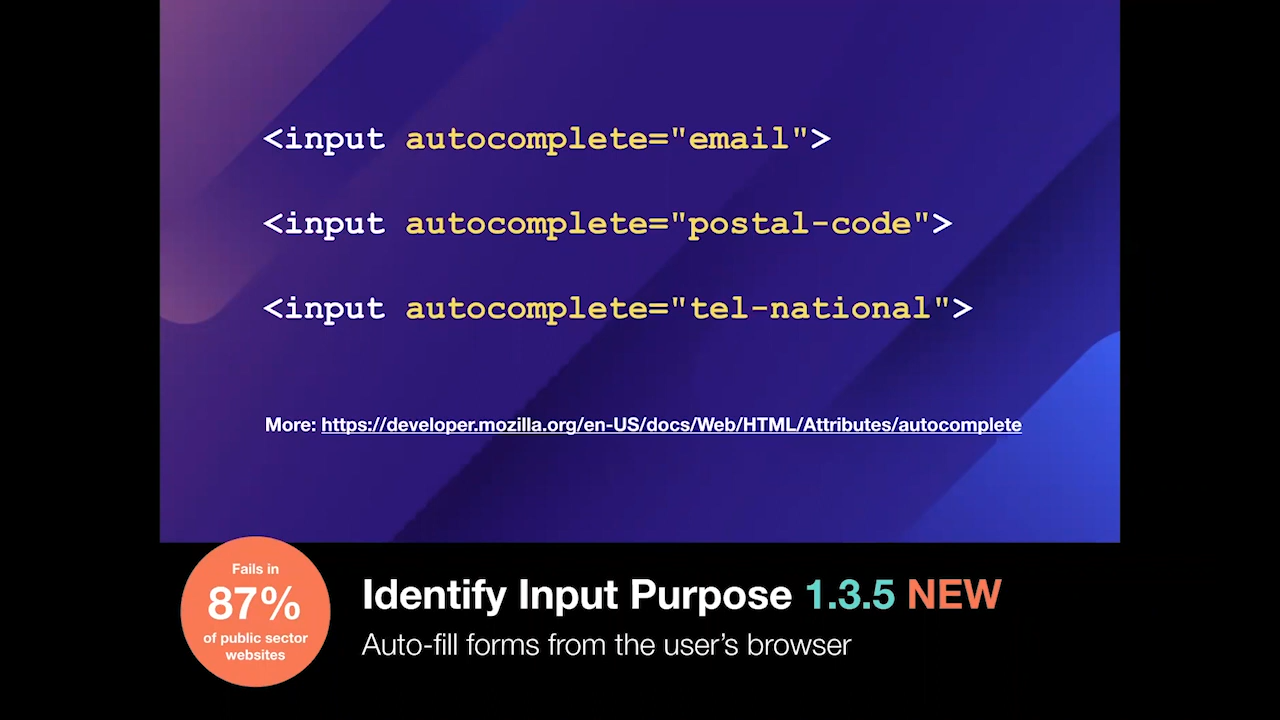 <input autocomplete="email">
<input autocomplete="postal-code">
<input autocomplete="tel-national">
More: https://developer.mozilla.org/en-US/docs/Web/HTML/Attributes/autocomplete
Fails in
87%
of public sector
websites
Identify Input Purpose 1.3.5 NEW
Auto-fill forms from the user’s browser